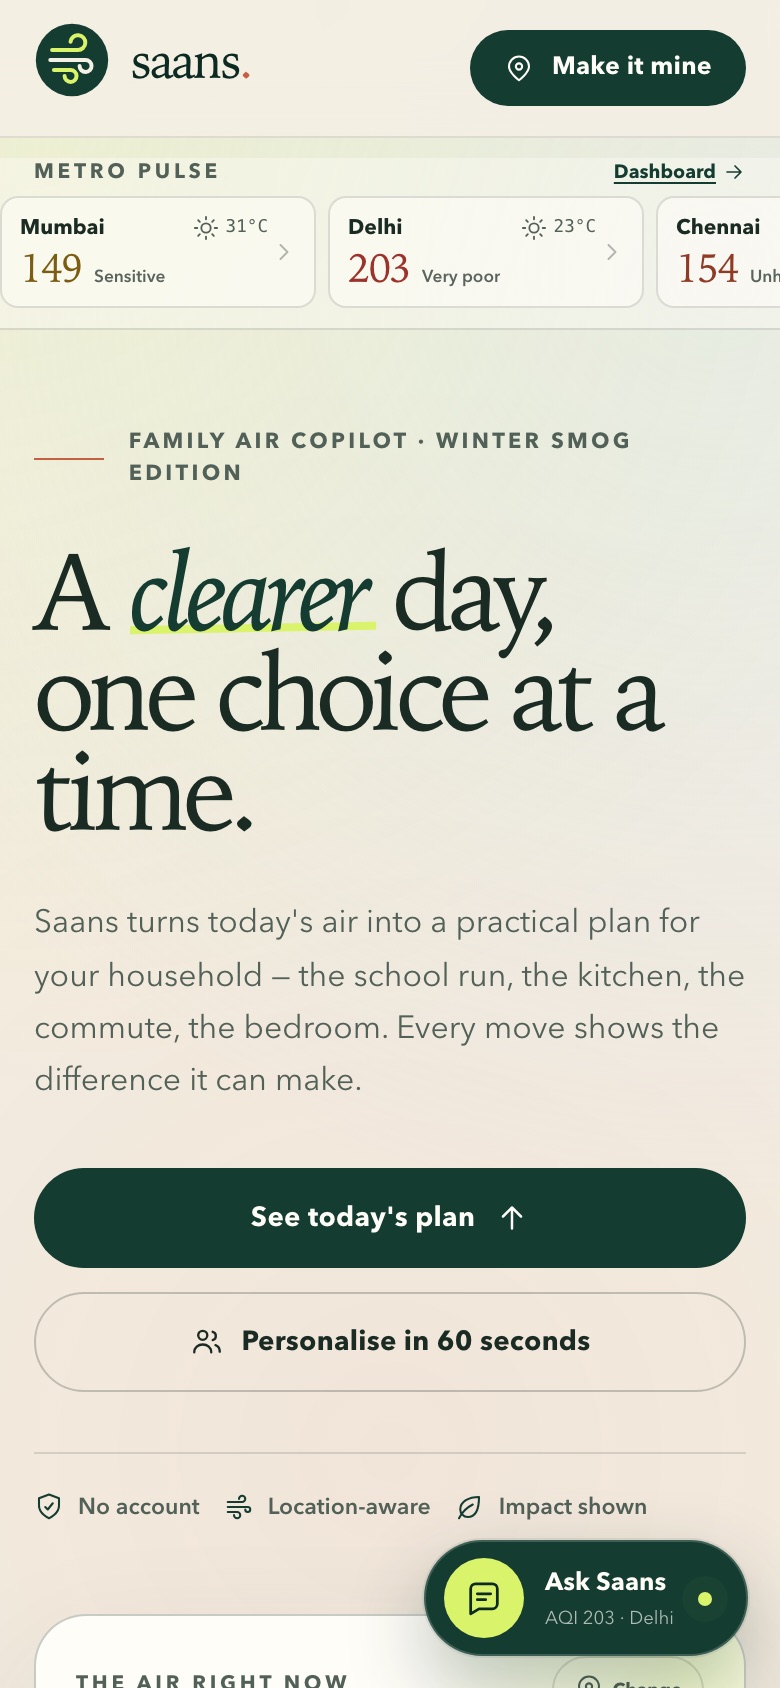 saans.
Make it mine
METRO PULSE
Dashboard →
Mumbai 31°C
149 Sensitive
Delhi 23°C
203 Very poor
Chennai
154 Unh
FAMILY AIR COPILOT · WINTER SMOG
EDITION
A clearer day,
one choice at a
time.
Saans turns today's air into a practical plan for
your household – the school run, the kitchen, the
commute, the bedroom. Every move shows the
difference it can make.
See today's plan ↑
Personalise in 60 seconds
No account
Location-aware
Impact shown
Ask Saans
AQI 203 · Delhi
THE AIR RIGHT NOW
Change